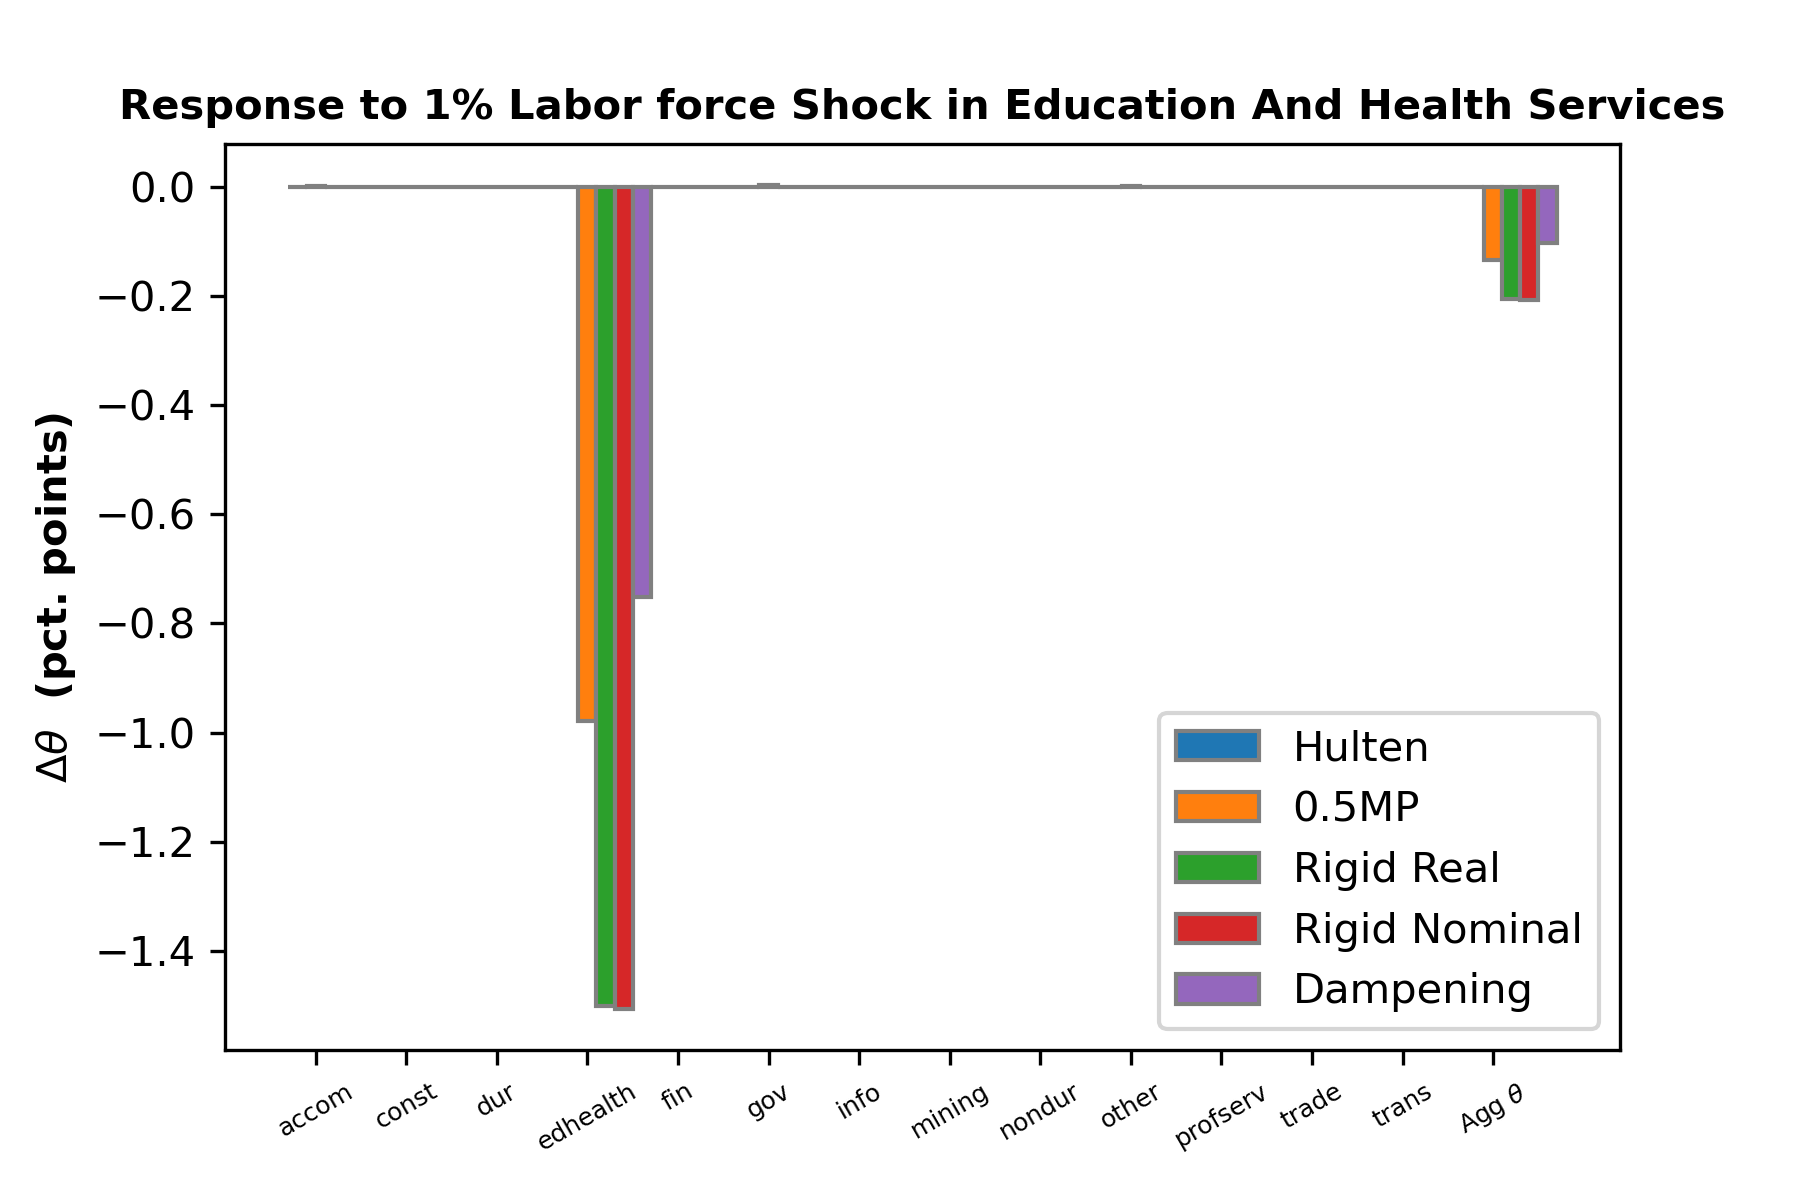 Response to 1% Labor force Shock in Education And Health Services
Δθ (pct. points)
0.0
−0.2
−0.4
−0.6
−0.8
−1.0
−1.2
−1.4
Hulten
0.5MP
Rigid Real
Rigid Nominal
Dampening
accom const dur edhealth fin gov info mining nondur other profserv trade trans Agg θ